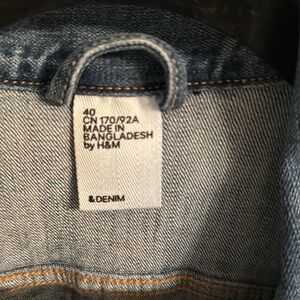 40
CN 170/92A
MADE IN
BANGLADESH
by H&M
&DENIM